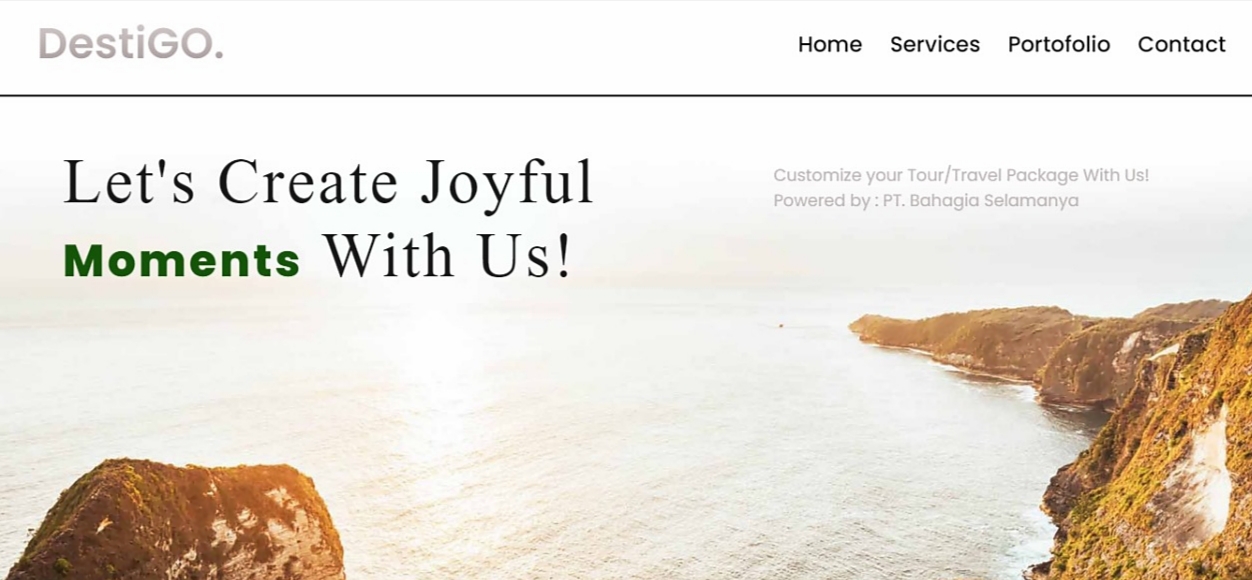 DestiGO.
Home Services Portofolio Contact
Let's Create Joyful
Moments With Us!
Customize your Tour/Travel Package With Us!
Powered by : PT. Bahagia Selamanya